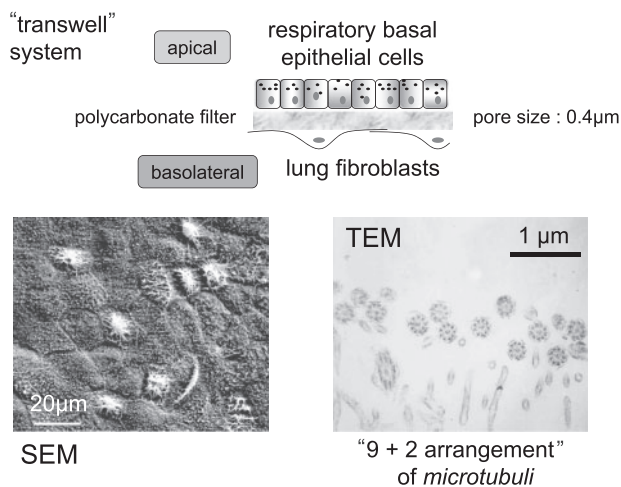 “transwell”
system
apical
respiratory basal
epithelial cells
polycarbonate filter
pore size : 0.4µm
basolateral
lung fibroblasts
TEM
1 µm
20µm
SEM
“9 + 2 arrangement”
of microtubuli